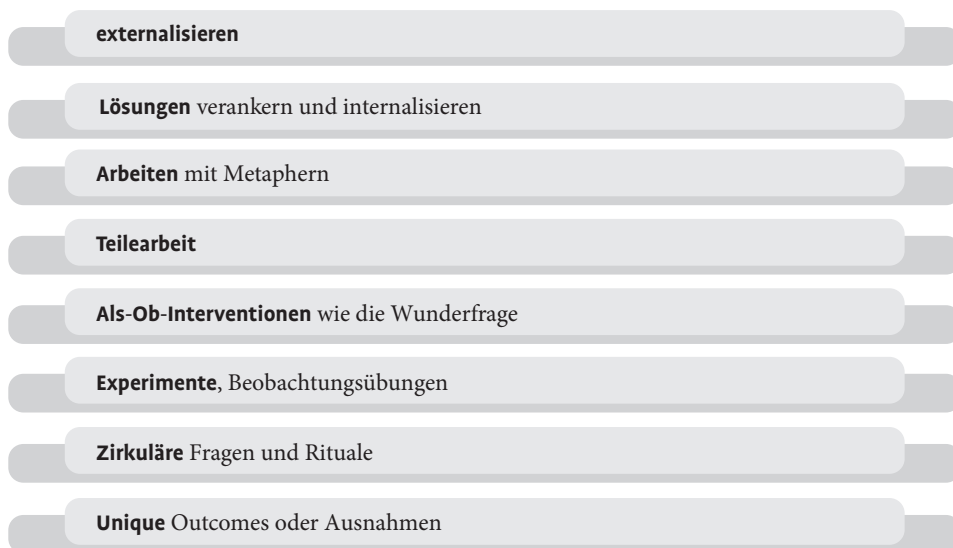 externalisieren
Lösungen verankern und internalisieren
Arbeiten mit Metaphern
Teilearbeit
Als-Ob-Interventionen wie die Wunderfrage
Experimente, Beobachtungsübungen
Zirkuläre Fragen und Rituale
Unique Outcomes oder Ausnahmen